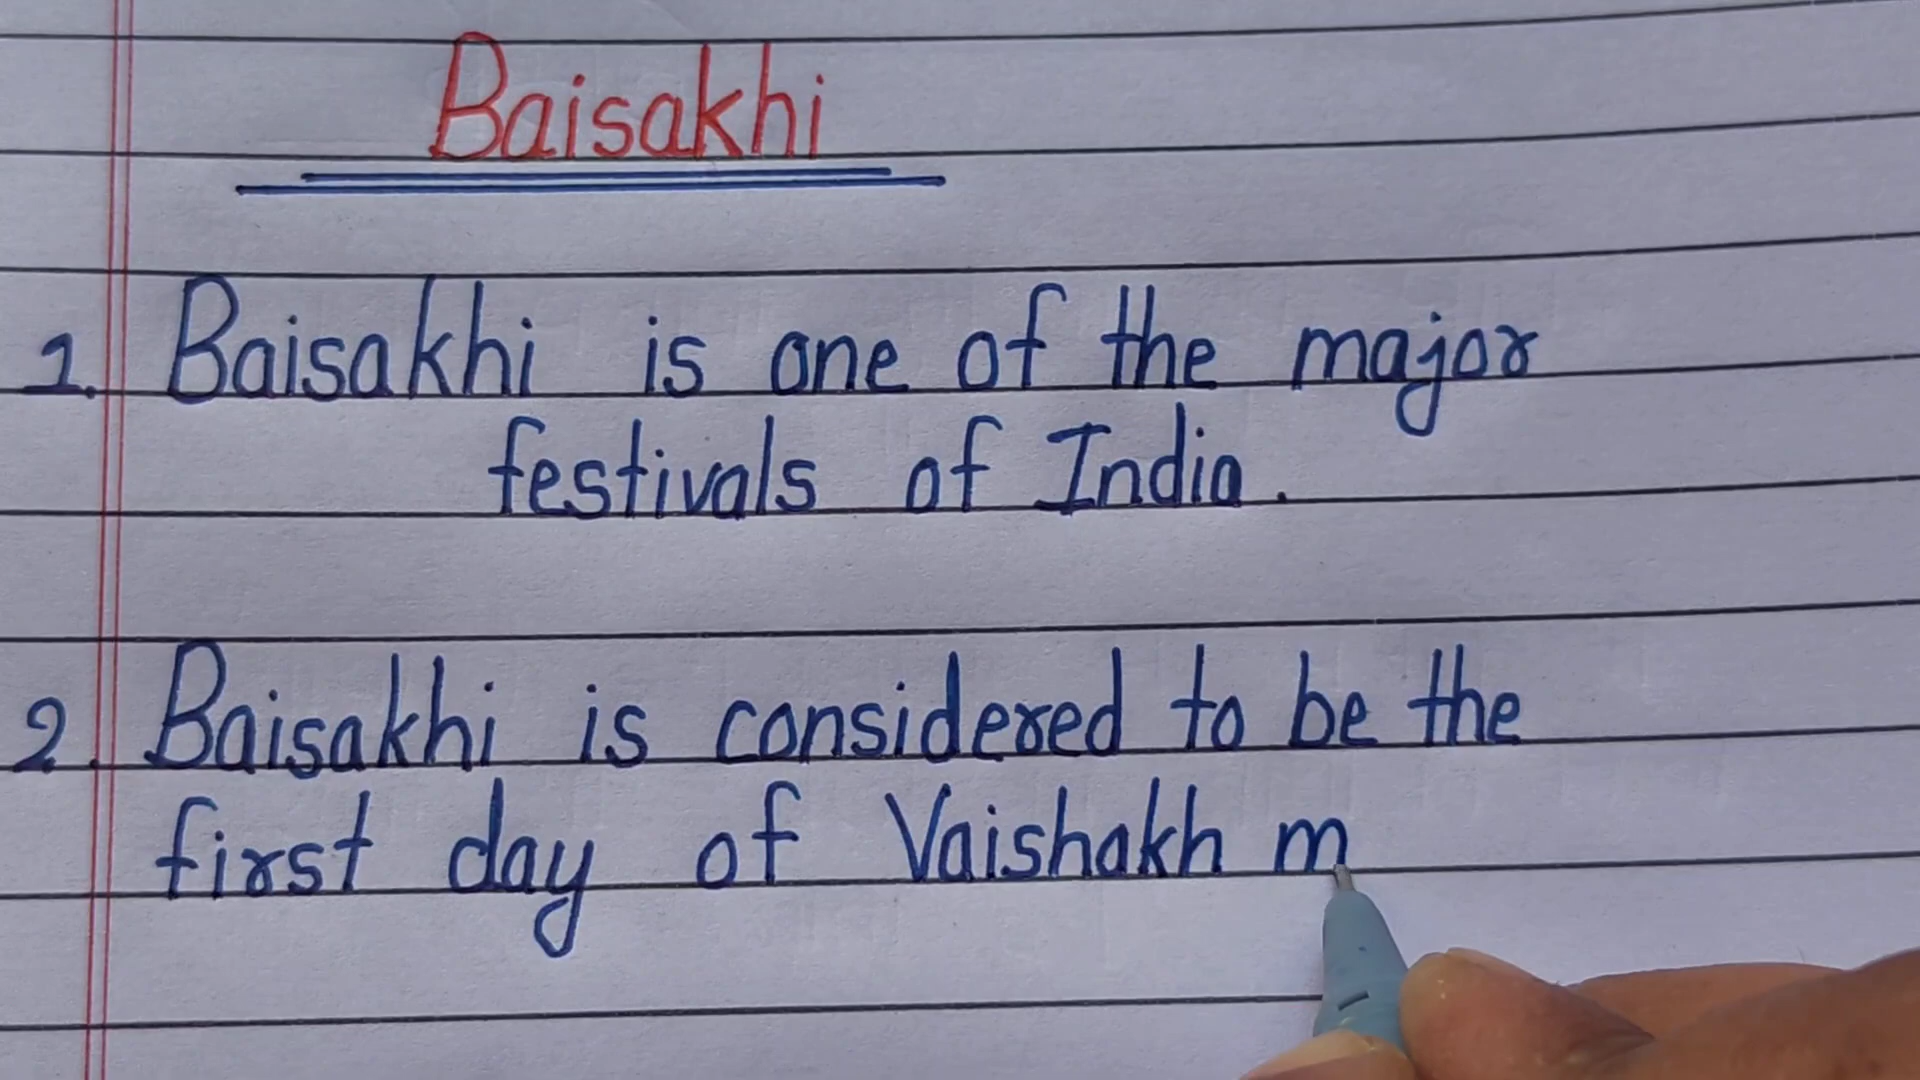 Baisakhi
1. Baisakhi is one of the major
festivals of India.
2. Baisakhi is considered to be the
first day of Vaishakh m